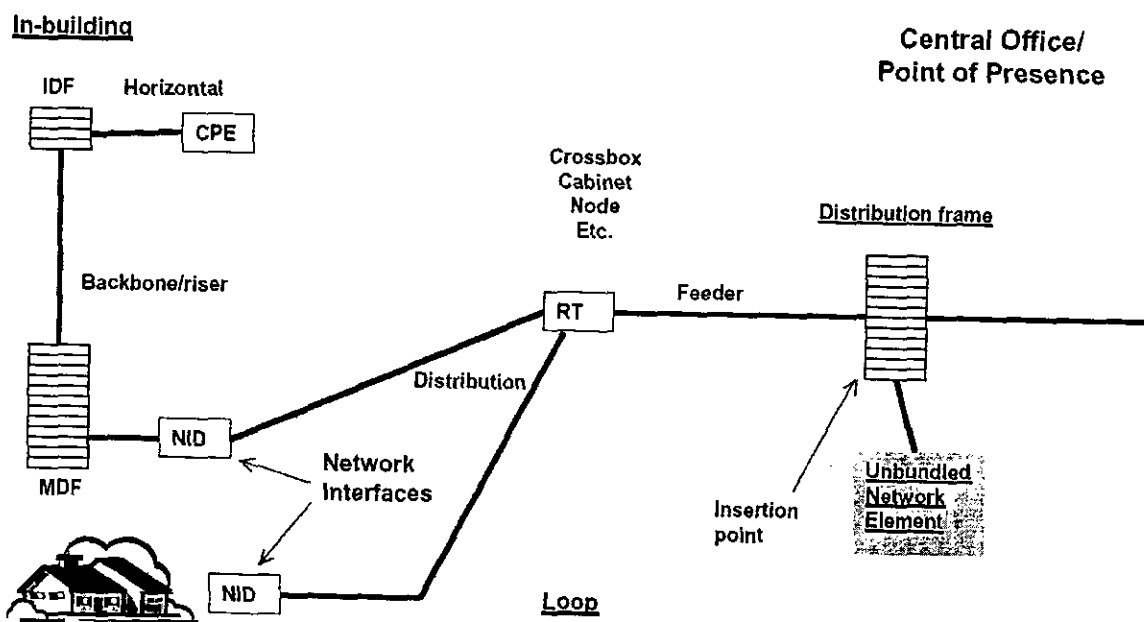 In-building
Central Office/
Point of Presence
IDF
Horizontal
CPE
Crossbox
Cabinet
Node
Etc.
Distribution frame
Backbone/riser
Feeder
RT
Distribution
NID
Network
Interfaces
MDF
Unbundled
Network
Element
Insertion
point
NID
Loop